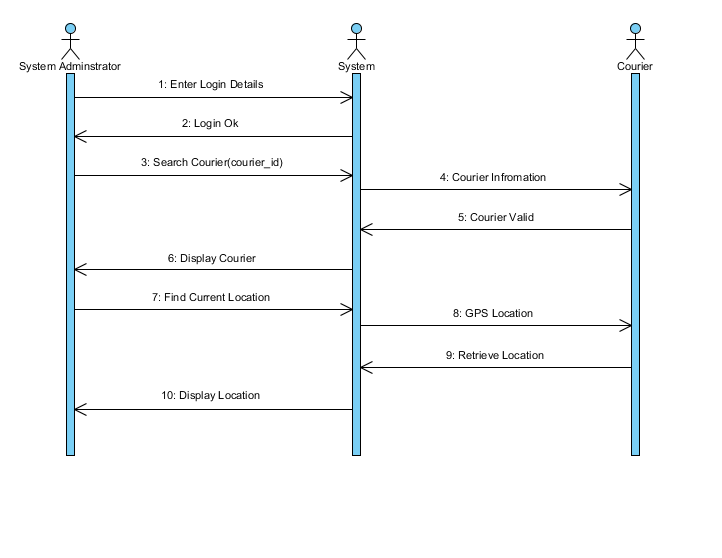 System Adminstrator
System
Courier
1: Enter Login Details
2: Login Ok
3: Search Courier(courier_id)
4: Courier Infromation
5: Courier Valid
6: Display Courier
7: Find Current Location
8: GPS Location
9: Retrieve Location
10: Display Location